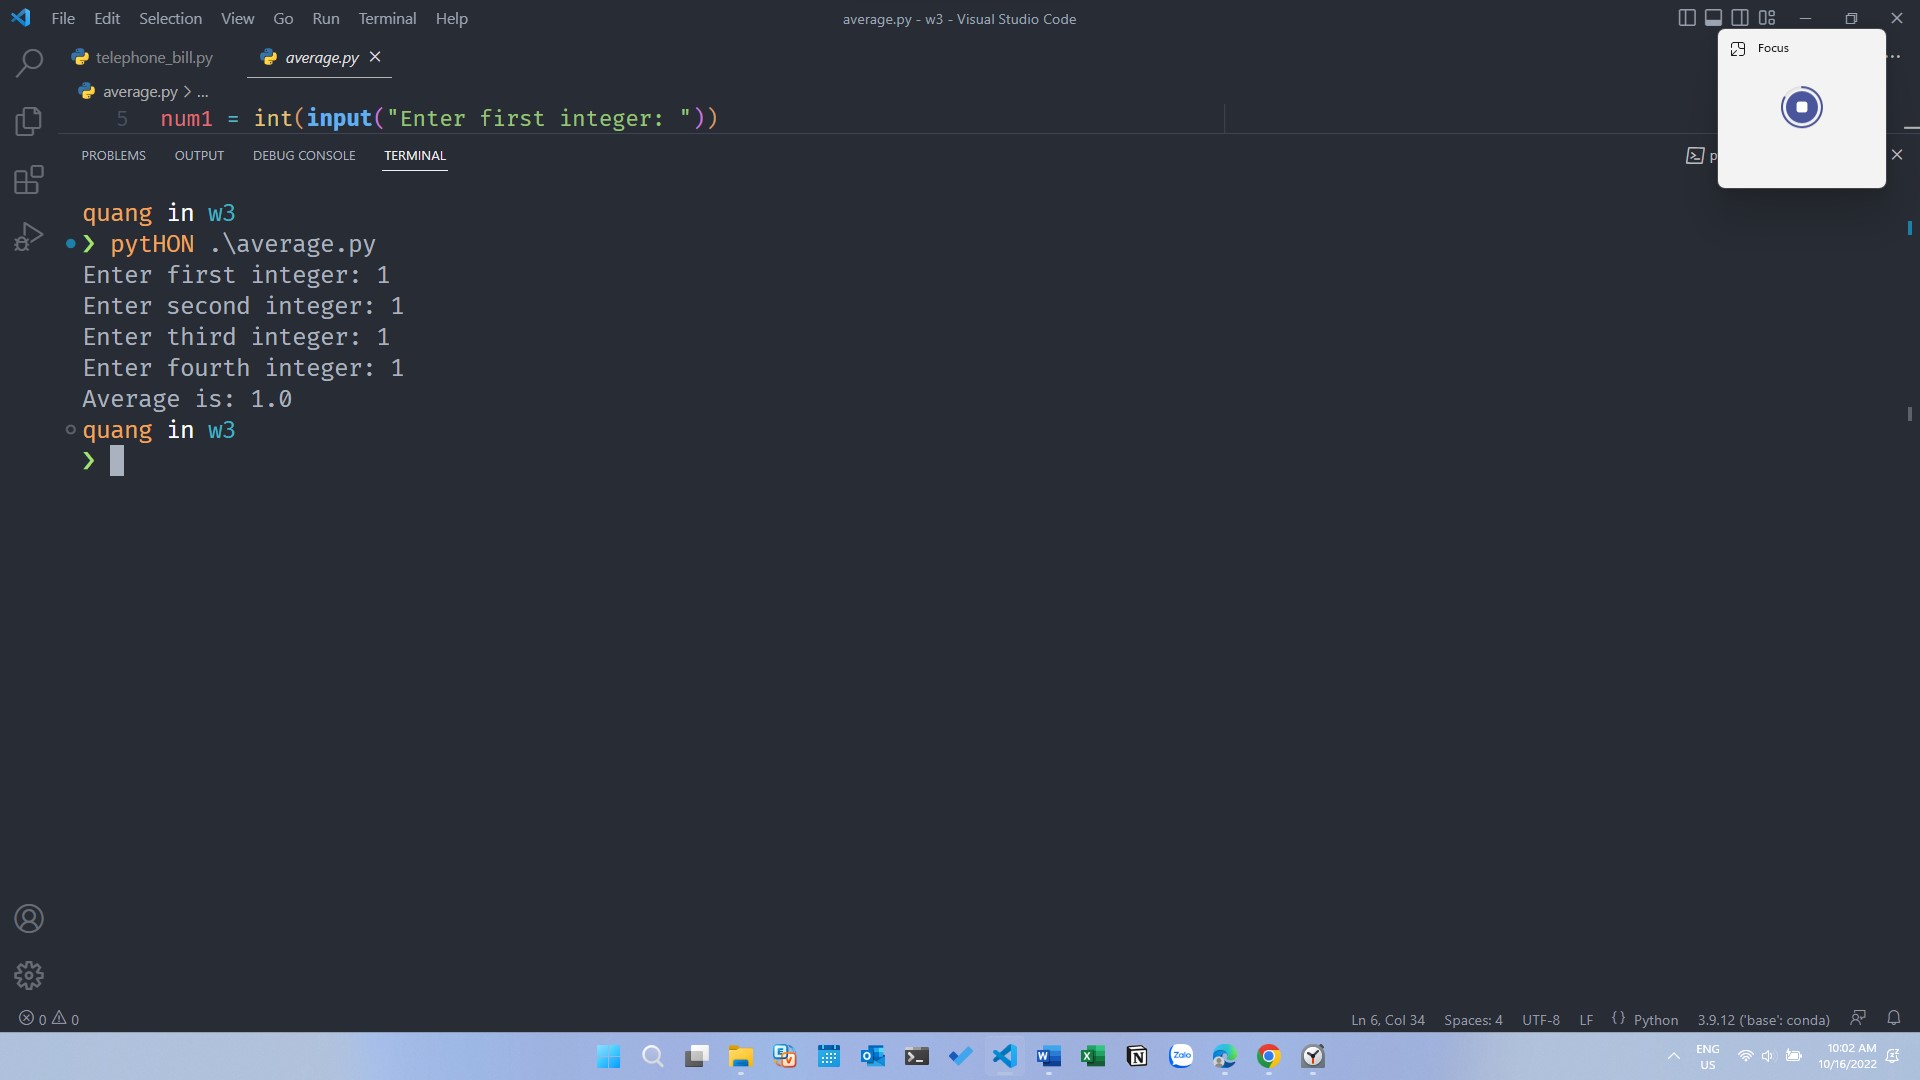 File Edit Selection View Go Run Terminal Help
average.py - w3 - Visual Studio Code
Focus
telephone_bill.py
average.py
average.py > ...
5 num1 = int(input("Enter first integer: "))
PROBLEMS OUTPUT DEBUG CONSOLE TERMINAL
p
quang in w3
❯ pytHON .\average.py
Enter first integer: 1
Enter second integer: 1
Enter third integer: 1
Enter fourth integer: 1
Average is: 1.0
quang in w3
❯
0 0
Ln 6, Col 34 Spaces: 4 UTF-8 LF {} Python 3.9.12 ('base': conda)
Zalo
ENG
US
10:02 AM
10/16/2022